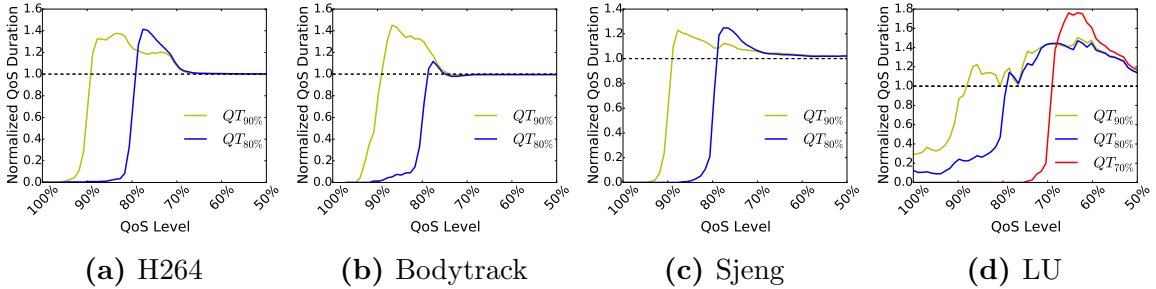 Normalized QoS Duration
1.6
1.4
1.2
1.0
0.8
0.6
0.4
0.2
0.0
QT90%
QT80%
100%
90%
80%
70%
60%
50%
QoS Level
(a) H264
Normalized QoS Duration
1.6
1.4
1.2
1.0
0.8
0.6
0.4
0.2
0.0
QT90%
QT80%
100%
90%
80%
70%
60%
50%
QoS Level
(b) Bodytrack
Normalized QoS Duration
1.4
1.2
1.0
0.8
0.6
0.4
0.2
0.0
QT90%
QT80%
100%
90%
80%
70%
60%
50%
QoS Level
(c) Sjeng
Normalized QoS Duration
1.8
1.6
1.4
1.2
1.0
0.8
0.6
0.4
0.2
0.0
QT90%
QT80%
QT70%
100%
90%
80%
70%
60%
50%
QoS Level
(d) LU